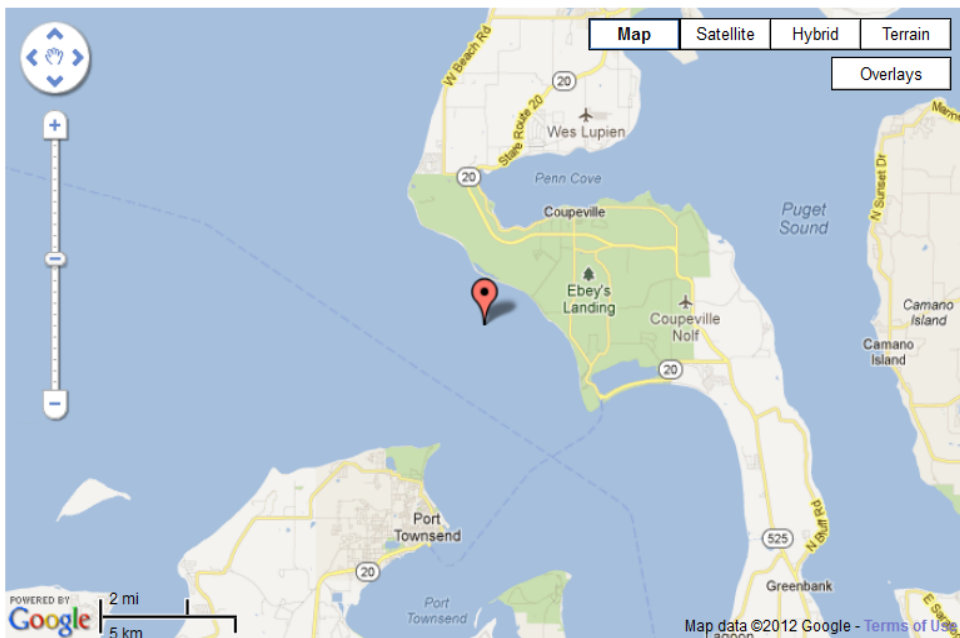 Map
Satellite
Hybrid
Terrain
Overlays
W Beach Rd
20
State Route 20
Wes Lupien
20
Penn Cove
Coupeville
Puget
Sound
N Sunset Dr
Ebey's
Landing
Coupeville
Nolf
Camano
Island
Camano
Island
20
Port
Townsend
20
525
N Bluff Rd
Greenbank
Port
Townsend
POWERED BY
Google
2 mi
5 km
Map data ©2012 Google - Terms of Use